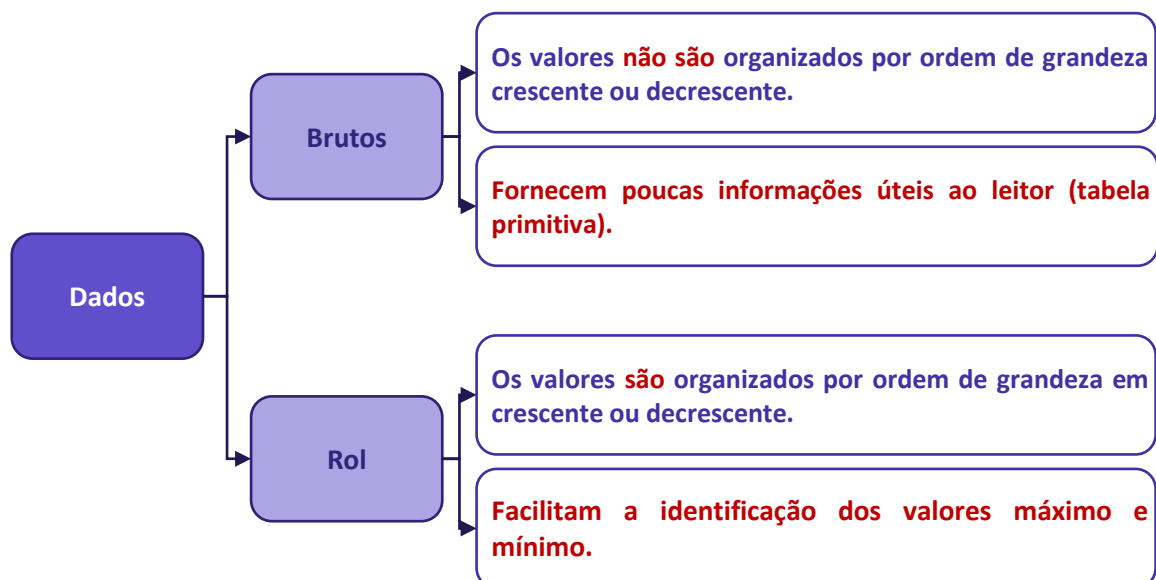 Dados
Brutos
Os valores não são organizados por ordem de grandeza
crescente ou decrescente.
Fornecem poucas informações úteis ao leitor (tabela
primitiva).
Rol
Os valores são organizados por ordem de grandeza em
crescente ou decrescente.
Facilitam a identificação dos valores máximo e
mínimo.